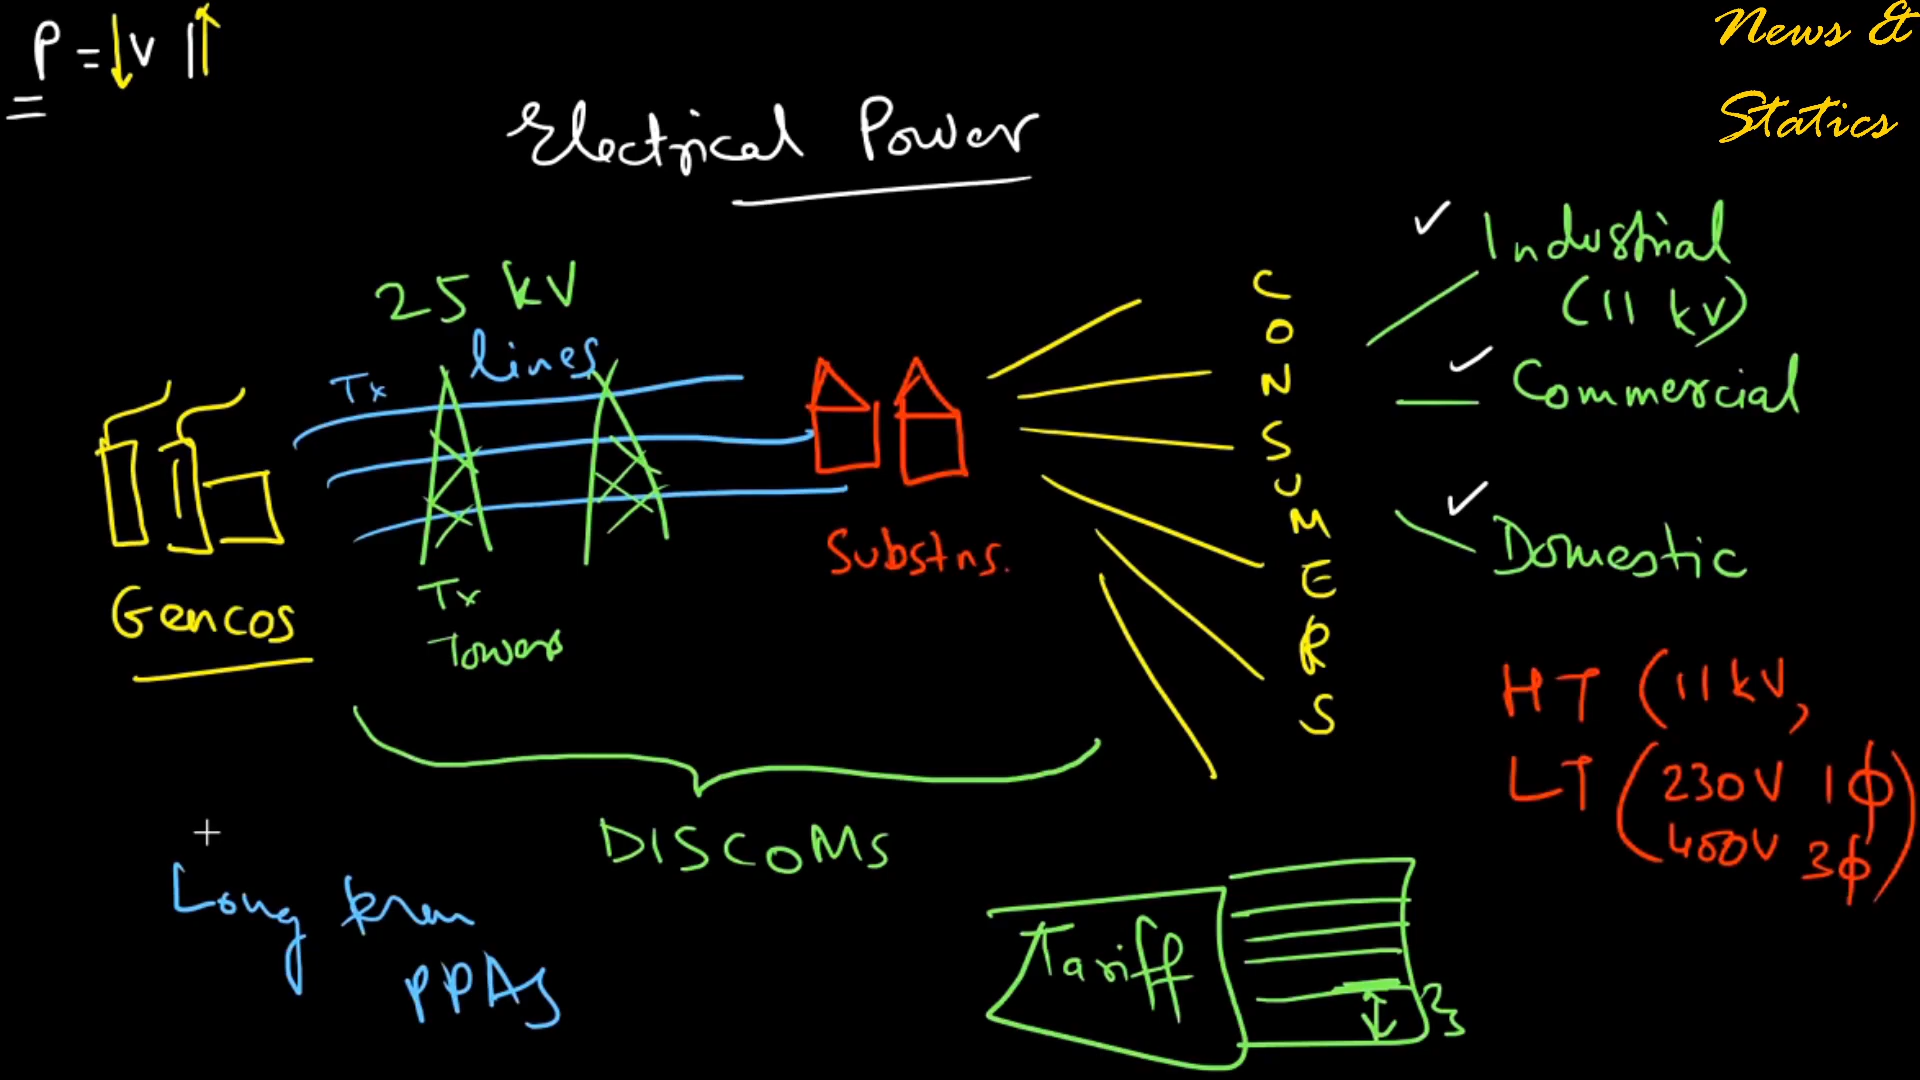 P = ↓V I↑
News &
Statics
Electrical Power
25 kV
Tx lines
Gencos
Tx
Towers
Substns.
CONSUMERS
Industrial
(11 kV)
Commercial
Domestic
HT (11 kV,
LT (230V 1ϕ
400V 3ϕ)
DISCOMs
Long term
PPAs
Tariff